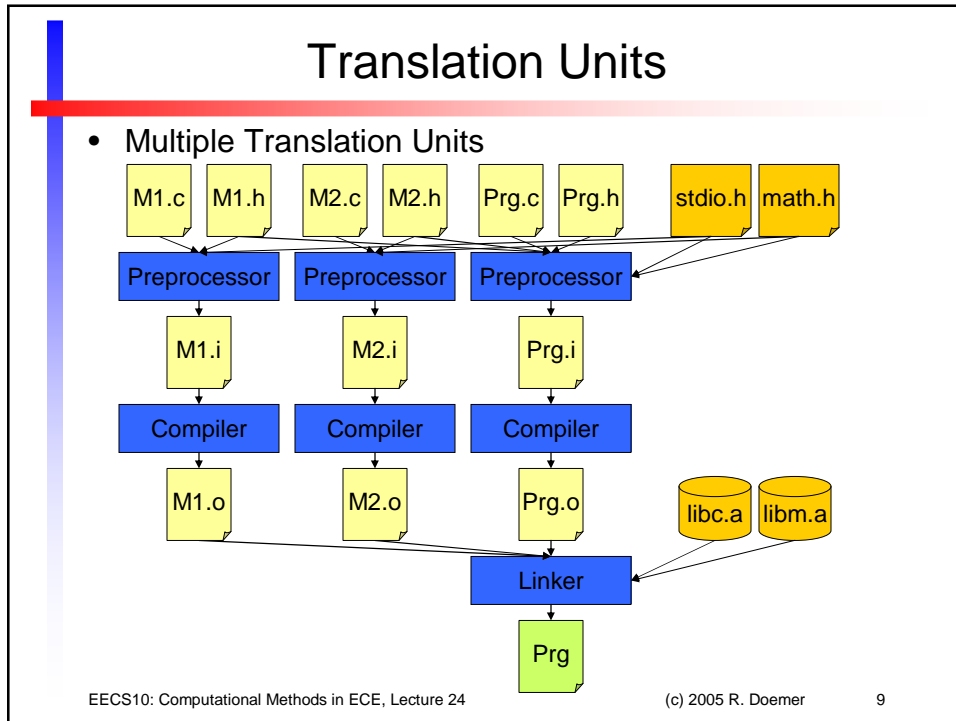 Translation Units
• Multiple Translation Units
M1.c M1.h M2.c M2.h Prg.c Prg.h stdio.h math.h
Preprocessor Preprocessor Preprocessor
M1.i M2.i Prg.i
Compiler Compiler Compiler
M1.o M2.o Prg.o libc.a libm.a
Linker
Prg
EECS10: Computational Methods in ECE, Lecture 24 (c) 2005 R. Doemer 9